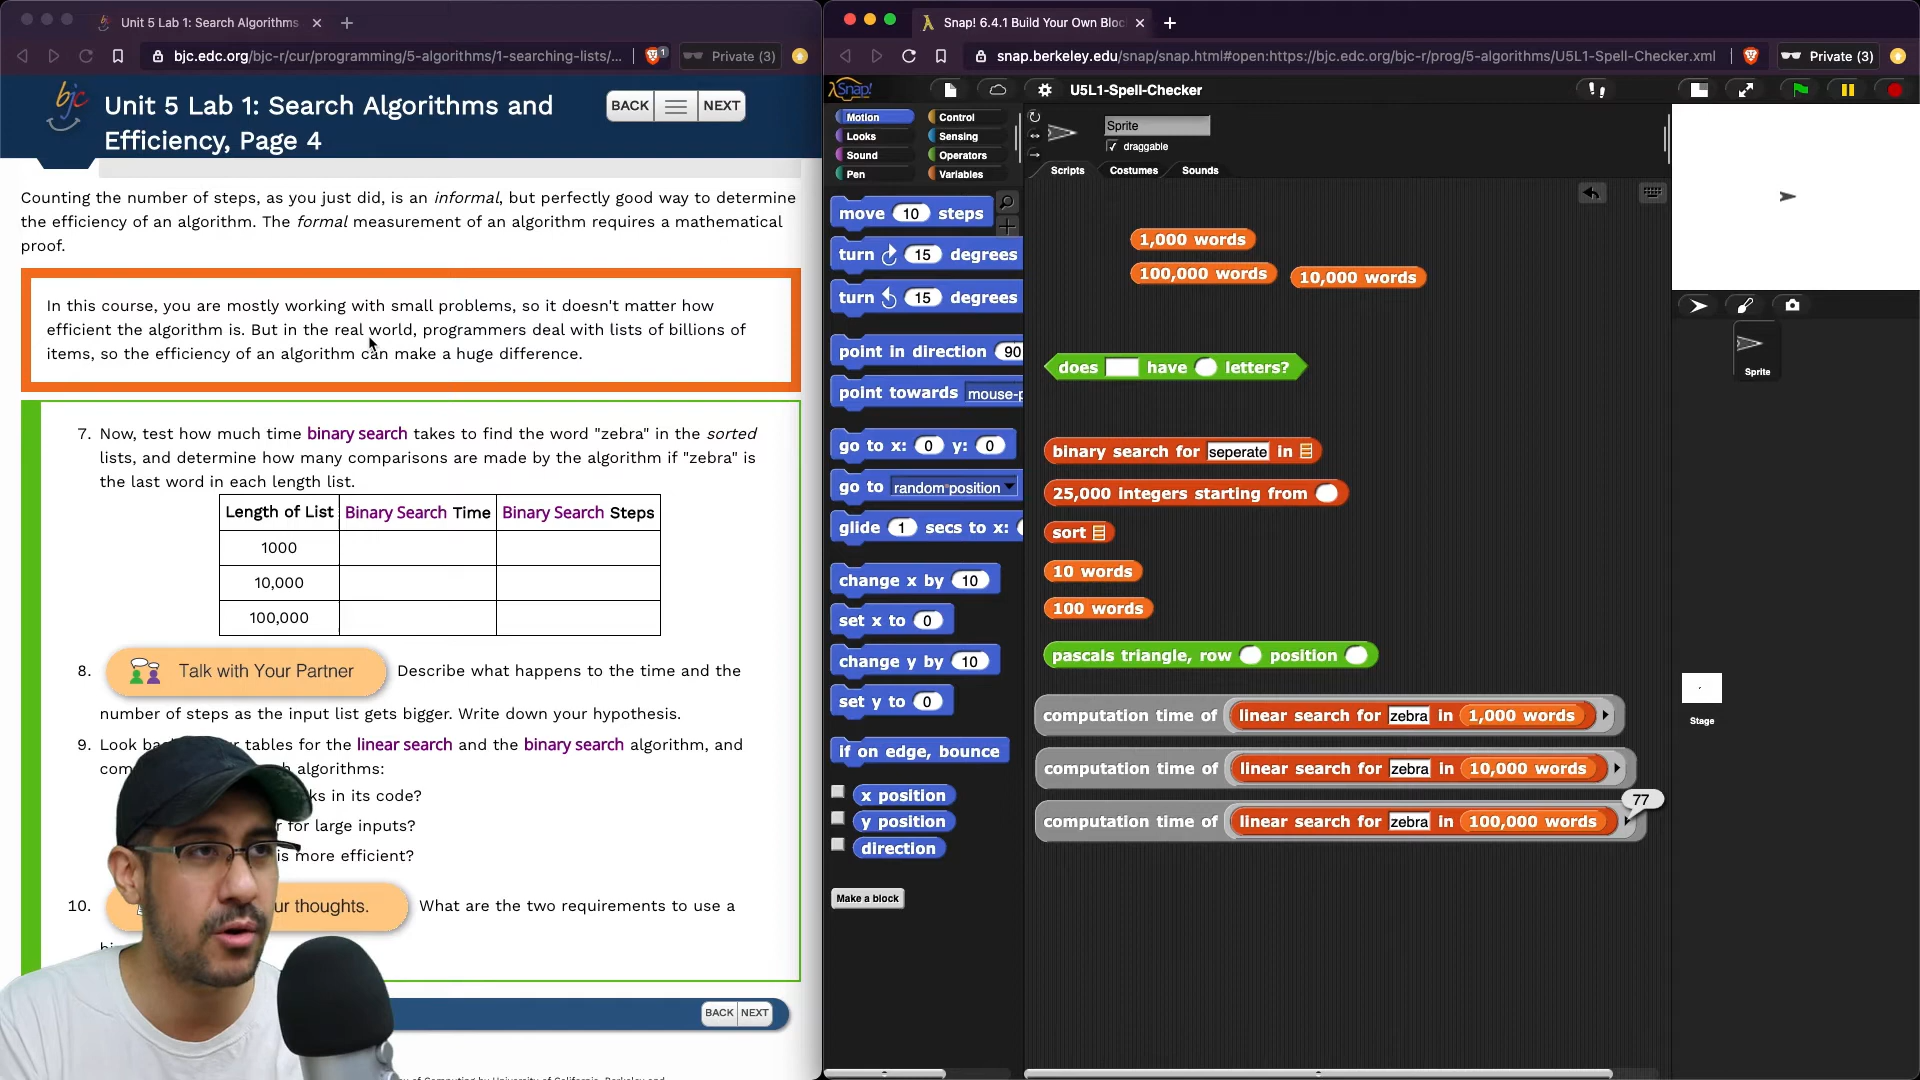 Unit 5 Lab 1: Search Algorithms
bjc.edc.org/bjc-r/cur/programming/5-algorithms/1-searching-lists/...
1
Private (3)
bjc
Unit 5 Lab 1: Search Algorithms and
Efficiency, Page 4
BACK
NEXT
Counting the number of steps, as you just did, is an informal, but perfectly good way to determine
the efficiency of an algorithm. The formal measurement of an algorithm requires a mathematical
proof.
In this course, you are mostly working with small problems, so it doesn't matter how
efficient the algorithm is. But in the real world, programmers deal with lists of billions of
items, so the efficiency of an algorithm can make a huge difference.
7. Now, test how much time binary search takes to find the word "zebra" in the sorted
lists, and determine how many comparisons are made by the algorithm if "zebra" is
the last word in each length list.
Length of List Binary Search Time Binary Search Steps
1000
10,000
100,000
8. Talk with Your Partner Describe what happens to the time and the
number of steps as the input list gets bigger. Write down your hypothesis.
9. Look tables for the linear search and the binary search algorithm, and
algorithms:
in its code?
for large inputs?
is more efficient?
10. thoughts. What are the two requirements to use a
BACK NEXT
Snap! 6.4.1 Build Your Own Bloc
snap.berkeley.edu/snap/snap.html#open:https://bjc.edc.org/bjc-r/prog/5-algorithms/U5L1-Spell-Checker.xml
Private (3)
Snap!
U5L1-Spell-Checker
Motion
Control
Looks
Sensing
Sound
Operators
Pen
Variables
Sprite
draggable
Scripts
Costumes
Sounds
move 10 steps
turn 15 degrees
turn 15 degrees
point in direction 90
point towards mouse-p
go to x: 0 y: 0
go to random position
glide 1 secs to x:
change x by 10
set x to 0
change y by 10
set y to 0
if on edge, bounce
x position
y position
direction
Make a block
1,000 words
100,000 words
10,000 words
does have letters?
binary search for seperate in
25,000 integers starting from
sort
10 words
100 words
pascals triangle, row position
computation time of linear search for zebra in 1,000 words
computation time of linear search for zebra in 10,000 words
77
computation time of linear search for zebra in 100,000 words
Sprite
Stage